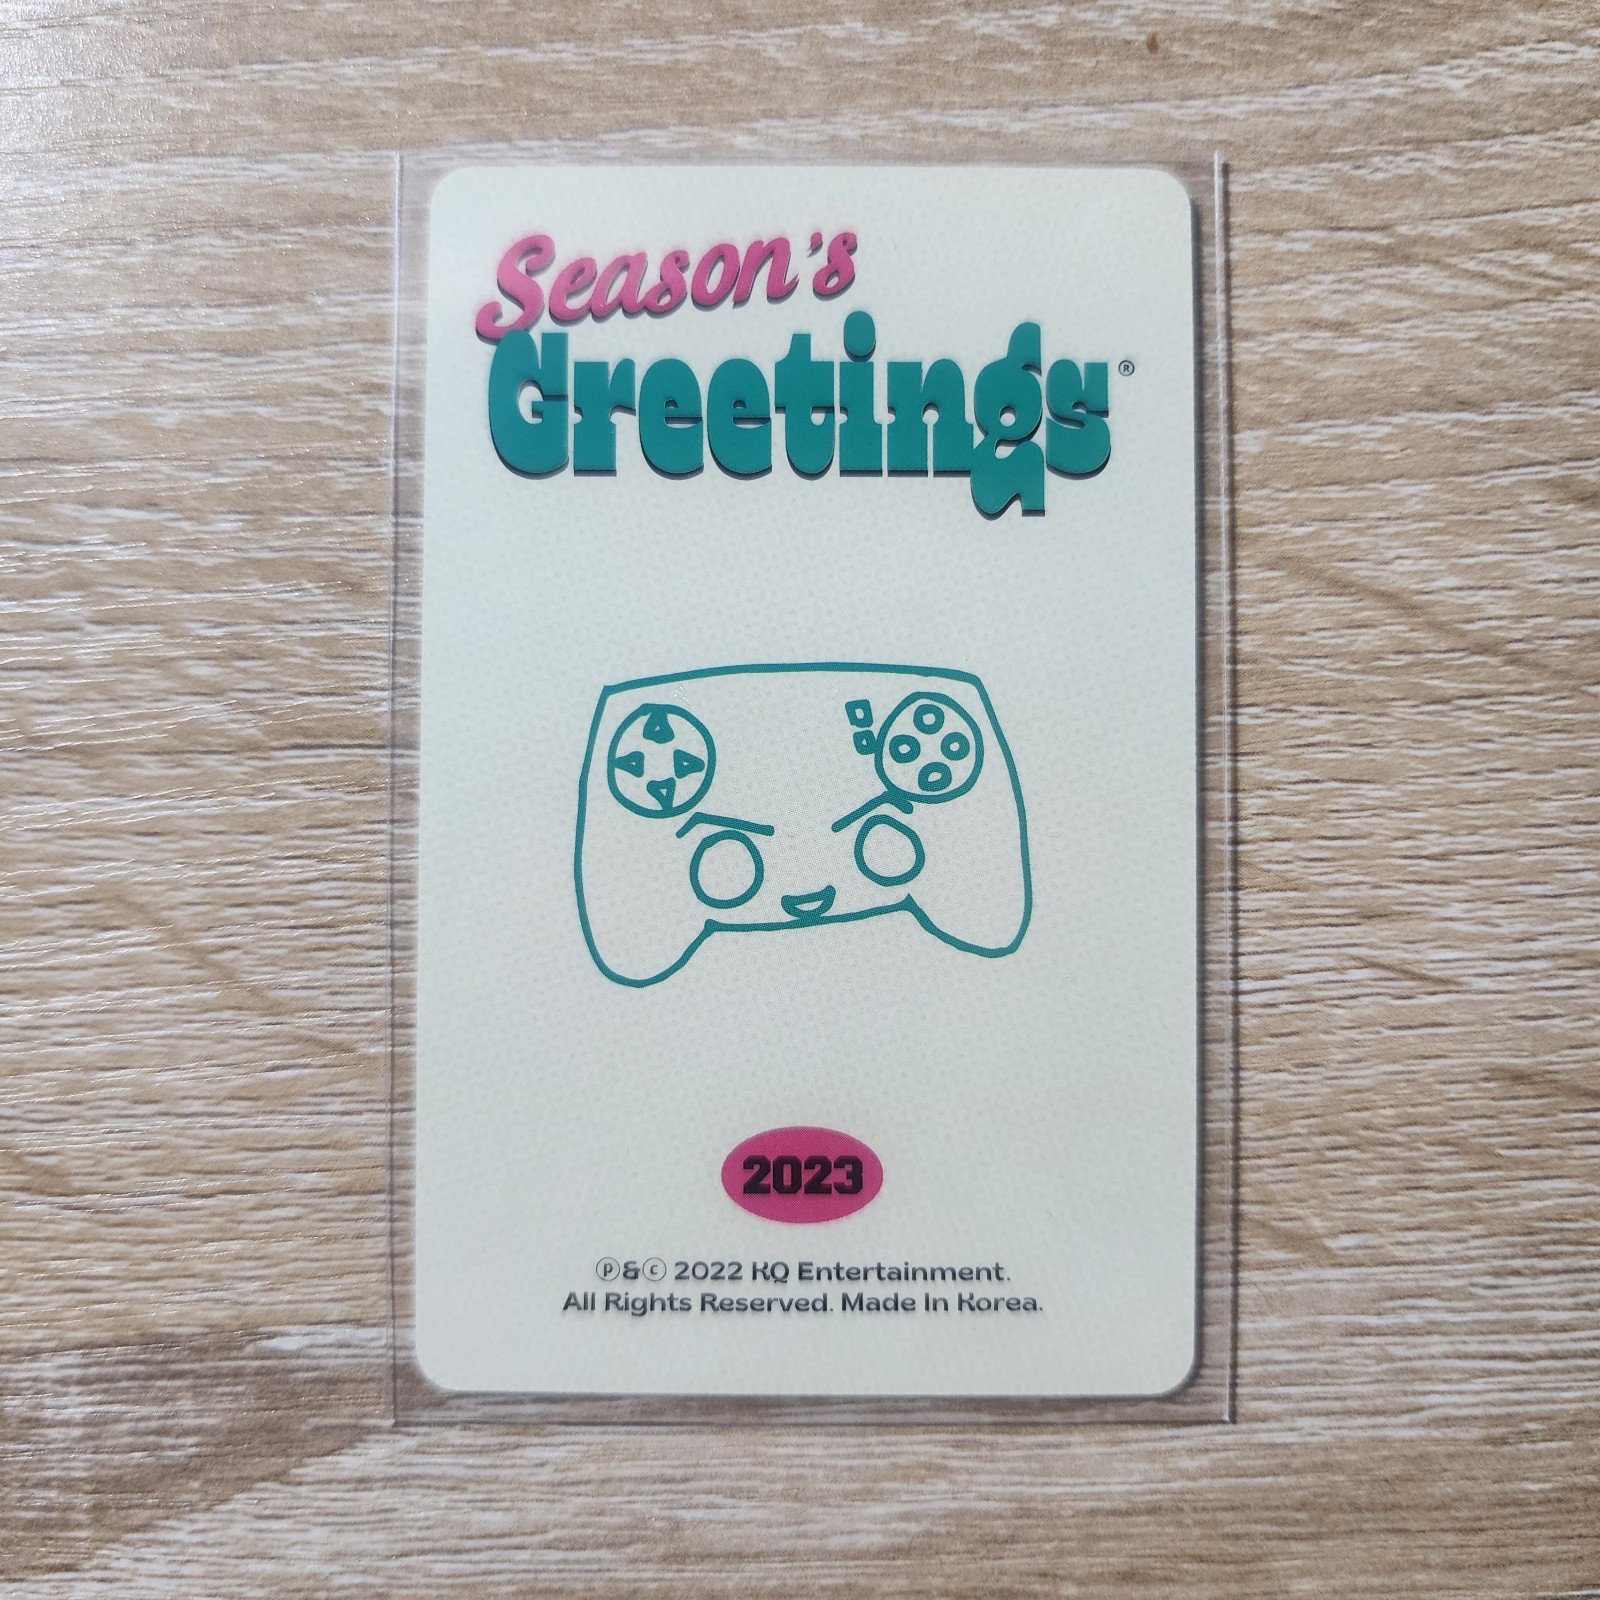 Season's
Greetings®
2023
ⓟ&ⓒ 2022 KQ Entertainment.
All Rights Reserved. Made In Korea.